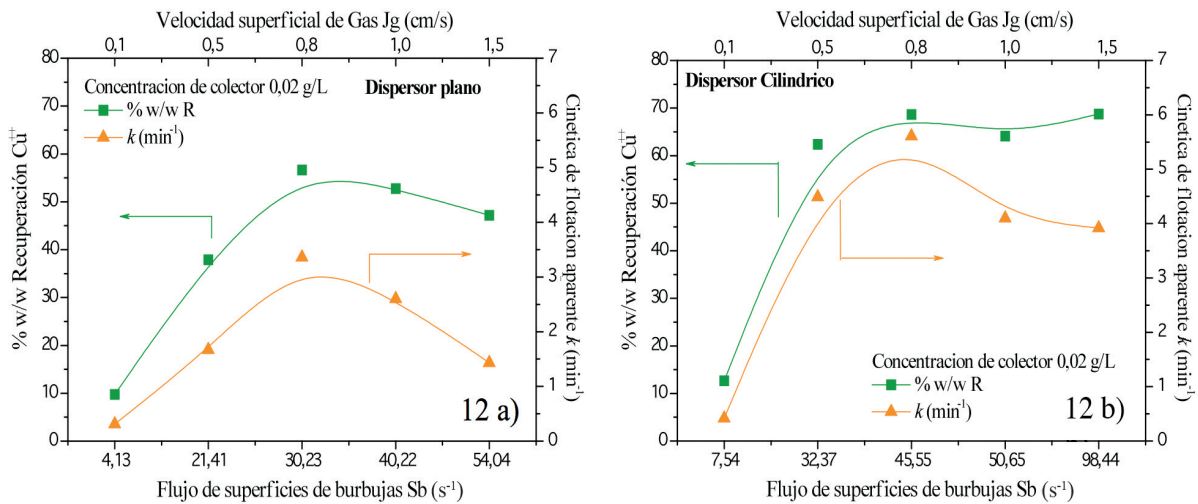 Velocidad superficial de Gas Jg (cm/s)
0,1 0,5 0,8 1,0 1,5
Concentracion de colector 0,02 g/L
% w/w R
k (min-1)
Dispersor plano
% w/w Recuperación Cu++
80
70
60
50
40
30
20
10
0
7
6
5
4
3
2
1
0
Cinetica de flotacion aparente k (min-1)
12 a)
4,13 21,41 30,23 40,22 54,04
Flujo de superficies de burbujas Sb (s-1)
Velocidad superficial de Gas Jg (cm/s)
0,1 0,5 0,8 1,0 1,5
Dispersor Cilindrico
% w/w Recuperación Cu++
80
70
60
50
40
30
20
10
0
7
6
5
4
3
2
1
0
Cinetica de flotacion aparente k (min-1)
Concentracion de colector 0,02 g/L
% w/w R
k (min-1)
12 b)
7,54 32,37 45,55 50,65 98,44
Flujo de superficies de burbujas Sb (s-1)